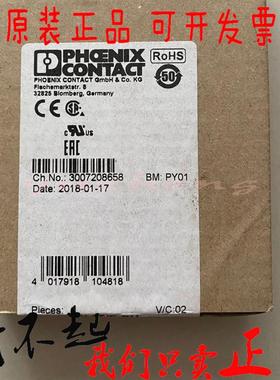 原装正品 可开发票
PHOENIX
CONTACT
RoHS
PHOENIX CONTACT GmbH & Co. KG
Flachsmarktstr. 8
32825 Blomberg, Germany
50
CE
EAC
Ch.No.: 3007208658 BM: PY01
Date: 2018-01-17
4 017918 104818
Pieces: V/C:02
不起 我们只卖正